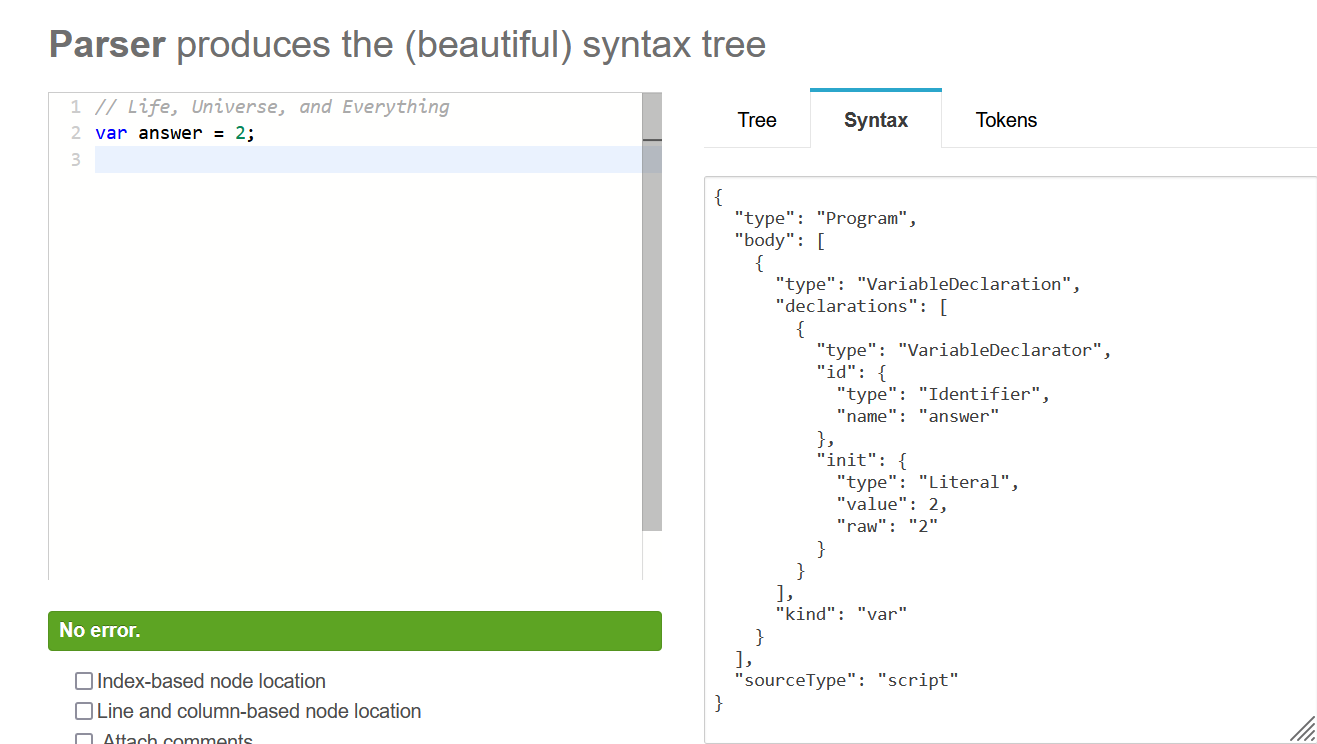 Parser produces the (beautiful) syntax tree
1 // Life, Universe, and Everything
2 var answer = 2;
3
No error.
Index-based node location
Line and column-based node location
Attach comments
Tree Syntax Tokens
{
  "type": "Program",
  "body": [
    {
      "type": "VariableDeclaration",
      "declarations": [
        {
          "type": "VariableDeclarator",
          "id": {
            "type": "Identifier",
            "name": "answer"
          },
          "init": {
            "type": "Literal",
            "value": 2,
            "raw": "2"
          }
        }
      ],
      "kind": "var"
    }
  ],
  "sourceType": "script"
}